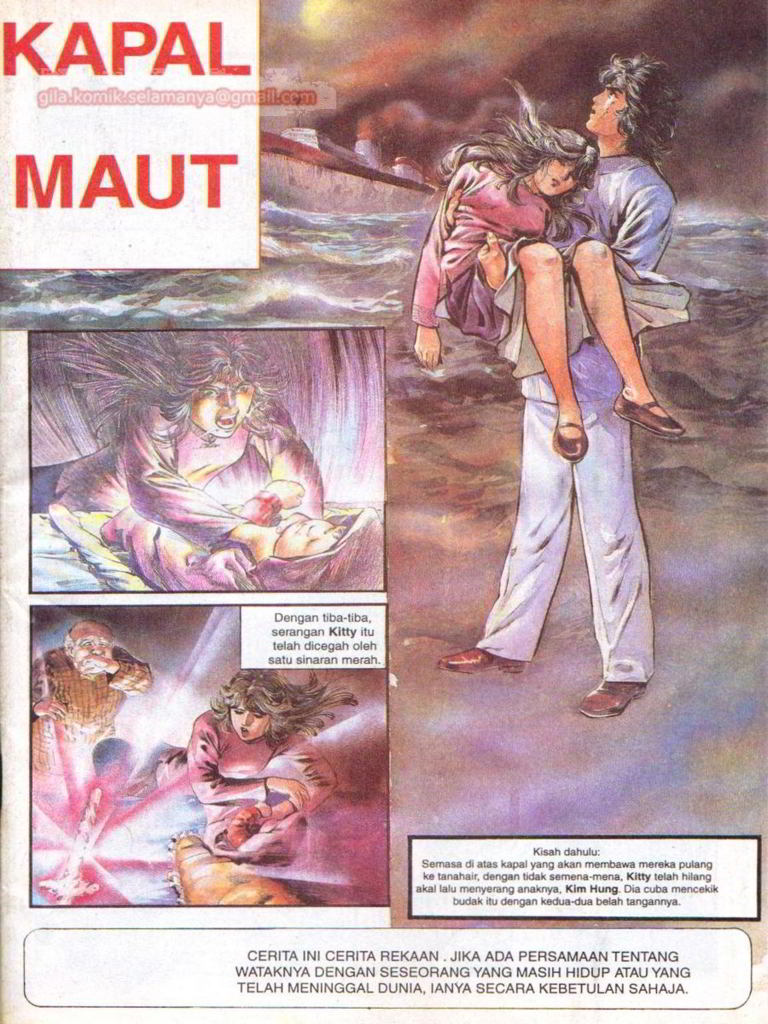 KAPAL
gila.komik.selamanya@gmail.com
MAUT
Dengan tiba-tiba,
serangan Kitty itu
telah dicegah oleh
satu sinaran merah.
Kisah dahulu:
Semasa di atas kapal yang akan membawa mereka pulang
ke tanahair, dengan tidak semena-mena, Kitty telah hilang
akal lalu menyerang anaknya, Kim Hung. Dia cuba mencekik
budak itu dengan kedua-dua belah tangannya.
CERITA INI CERITA REKAAN . JIKA ADA PERSAMAAN TENTANG
WATAKNYA DENGAN SESEORANG YANG MASIH HIDUP ATAU YANG
TELAH MENINGGAL DUNIA, IANYA SECARA KEBETULAN SAHAJA.